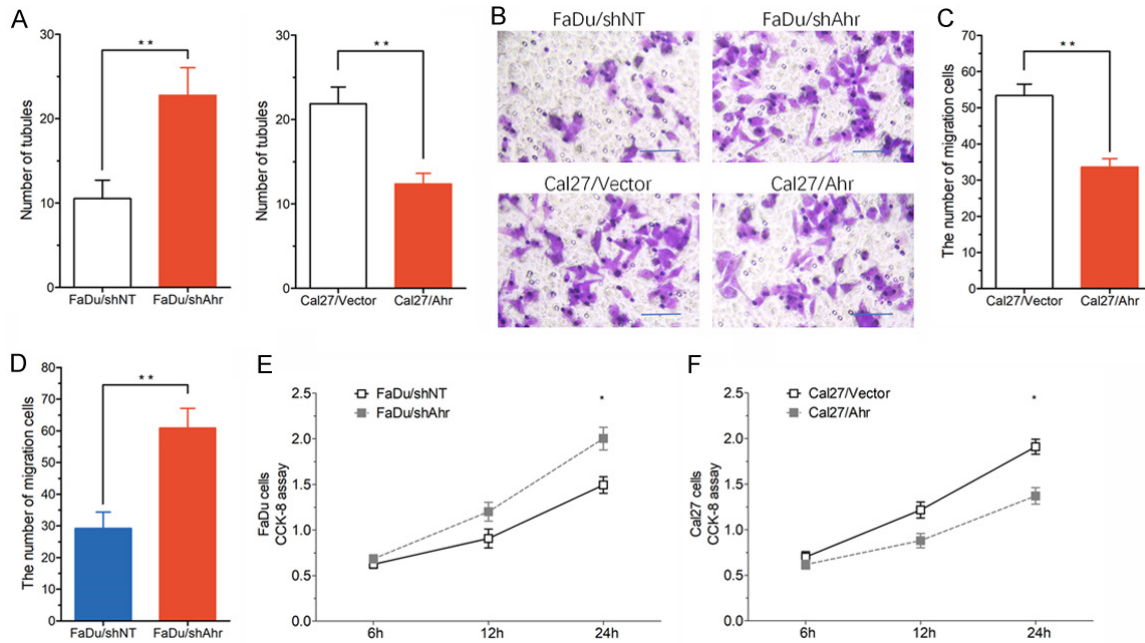 A
Number of tubules
30
20
10
0
* *
FaDu/shNT
FaDu/shAhr
Number of tubules
30
20
10
0
* *
Cal27/Vector
Cal27/Ahr
B
FaDu/shNT
FaDu/shAhr
Cal27/Vector
Cal27/Ahr
C
The number of migration cells
70
60
50
40
30
20
10
0
* *
Cal27/Vector
Cal27/Ahr
D
The number of migration cells
80
70
60
50
40
30
20
10
0
* *
FaDu/shNT
FaDu/shAhr
E
FaDu/shNT
FaDu/shAhr
FaDu cells
CCK-8 assay
2.5
2.0
1.5
1.0
0.5
0.0
*
6h
12h
24h
F
Cal27/Vector
Cal27/Ahr
Cal27 cells
CCK-8 assay
2.5
2.0
1.5
1.0
0.5
0.0
*
6h
12h
24h